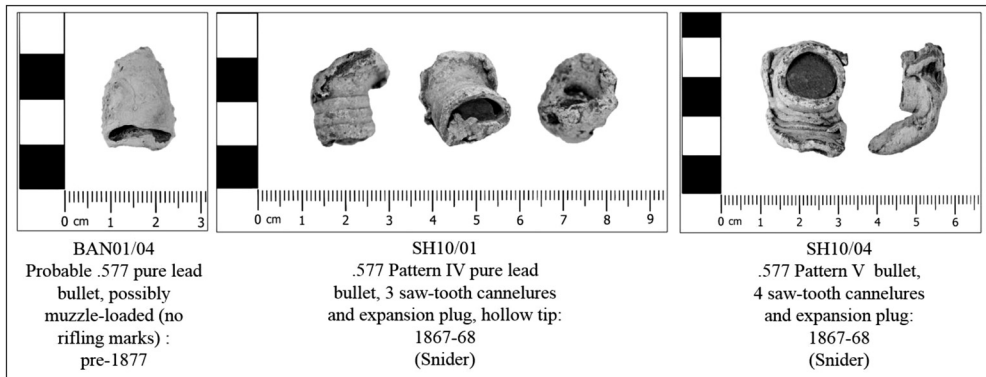 0 cm 1 2 3
0 cm 1 2 3 4 5 6 7 8 9
0 cm 1 2 3 4 5 6
BAN01/04
Probable .577 pure lead
bullet, possibly
muzzle-loaded (no
rifling marks) :
pre-1877
SH10/01
.577 Pattern IV pure lead
bullet, 3 saw-tooth cannelures
and expansion plug, hollow tip:
1867-68
(Snider)
SH10/04
.577 Pattern V bullet,
4 saw-tooth cannelures
and expansion plug:
1867-68
(Snider)